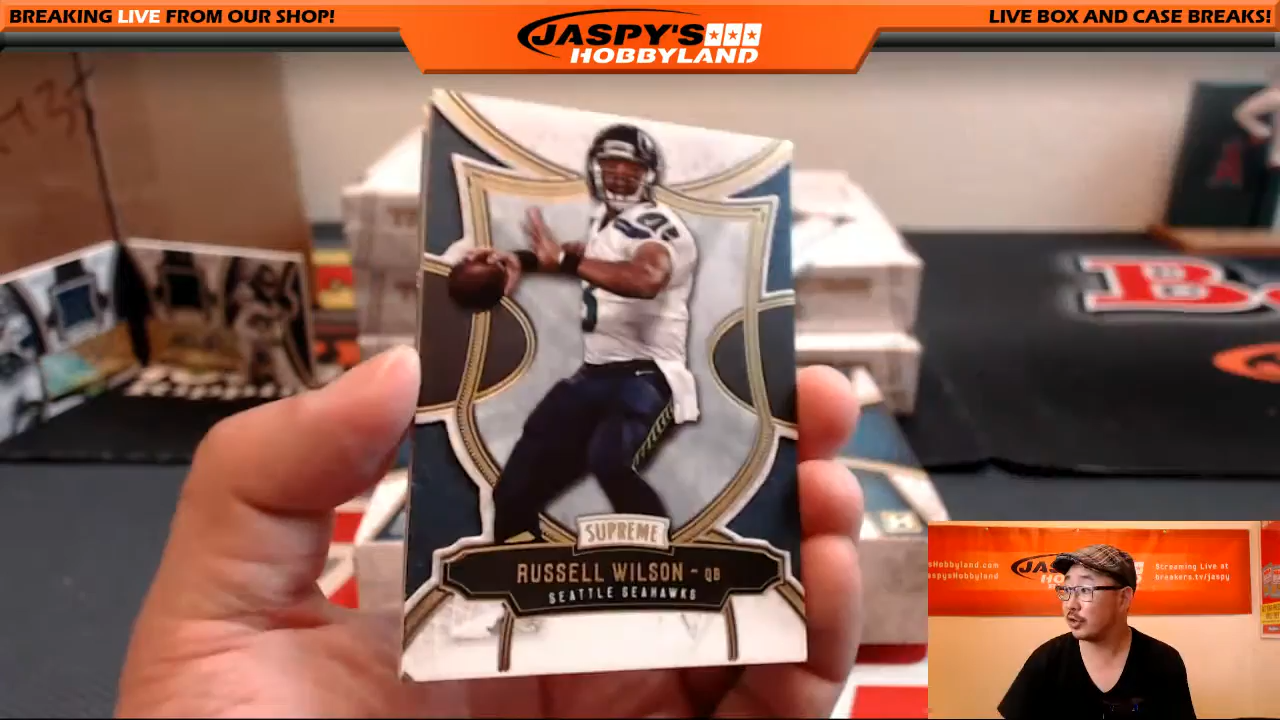 BREAKING LIVE FROM OUR SHOP!
JASPY'S
HOBBYLAND
LIVE BOX AND CASE BREAKS!
SUPREME
RUSSELL WILSON - QB
SEATTLE SEAHAWKS
Streaming Live at
breakers.tv/jaspy